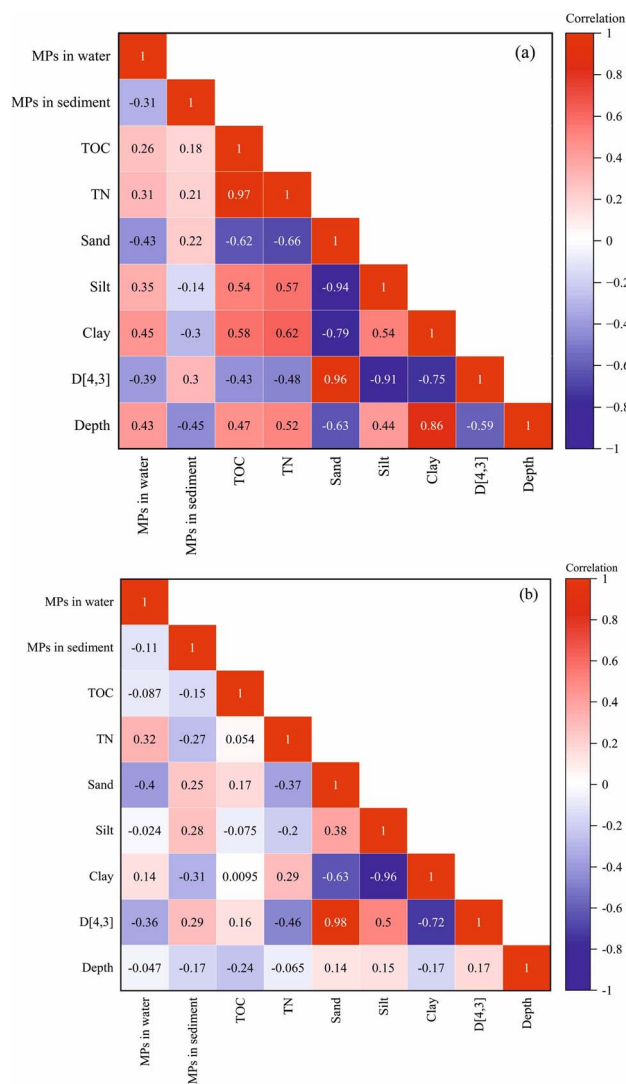 Correlation
(a)
MPs in water 1
MPs in sediment -0.31 1
TOC 0.26 0.18 1
TN 0.31 0.21 0.97 1
Sand -0.43 0.22 -0.62 -0.66 1
Silt 0.35 -0.14 0.54 0.57 -0.94 1
Clay 0.45 -0.3 0.58 0.62 -0.79 0.54 1
D[4,3] -0.39 0.3 -0.43 -0.48 0.96 -0.91 -0.75 1
Depth 0.43 -0.45 0.47 0.52 -0.63 0.44 0.86 -0.59 1
MPs in water
MPs in sediment
TOC
TN
Sand
Silt
Clay
D[4,3]
Depth
1
0.8
0.6
0.4
0.2
0
-0.2
-0.4
-0.6
-0.8
-1
Correlation
(b)
MPs in water 1
MPs in sediment -0.11 1
TOC -0.087 -0.15 1
TN 0.32 -0.27 0.054 1
Sand -0.4 0.25 0.17 -0.37 1
Silt -0.024 0.28 -0.075 -0.2 0.38 1
Clay 0.14 -0.31 0.0095 0.29 -0.63 -0.96 1
D[4,3] -0.36 0.29 0.16 -0.46 0.98 0.5 -0.72 1
Depth -0.047 -0.17 -0.24 -0.065 0.14 0.15 -0.17 0.17 1
MPs in water
MPs in sediment
TOC
TN
Sand
Silt
Clay
D[4,3]
Depth
1
0.8
0.6
0.4
0.2
0
-0.2
-0.4
-0.6
-0.8
-1